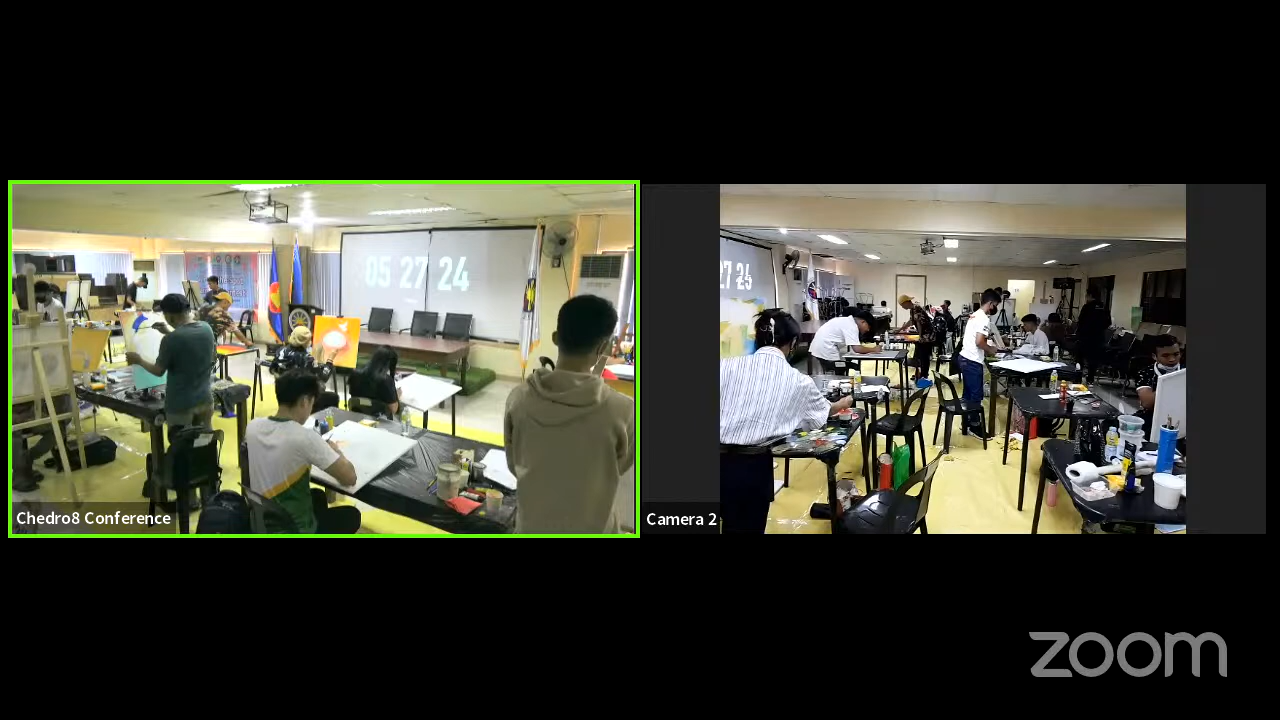 05 27 24
27 24
Chedro8 Conference
Camera 2
zoom